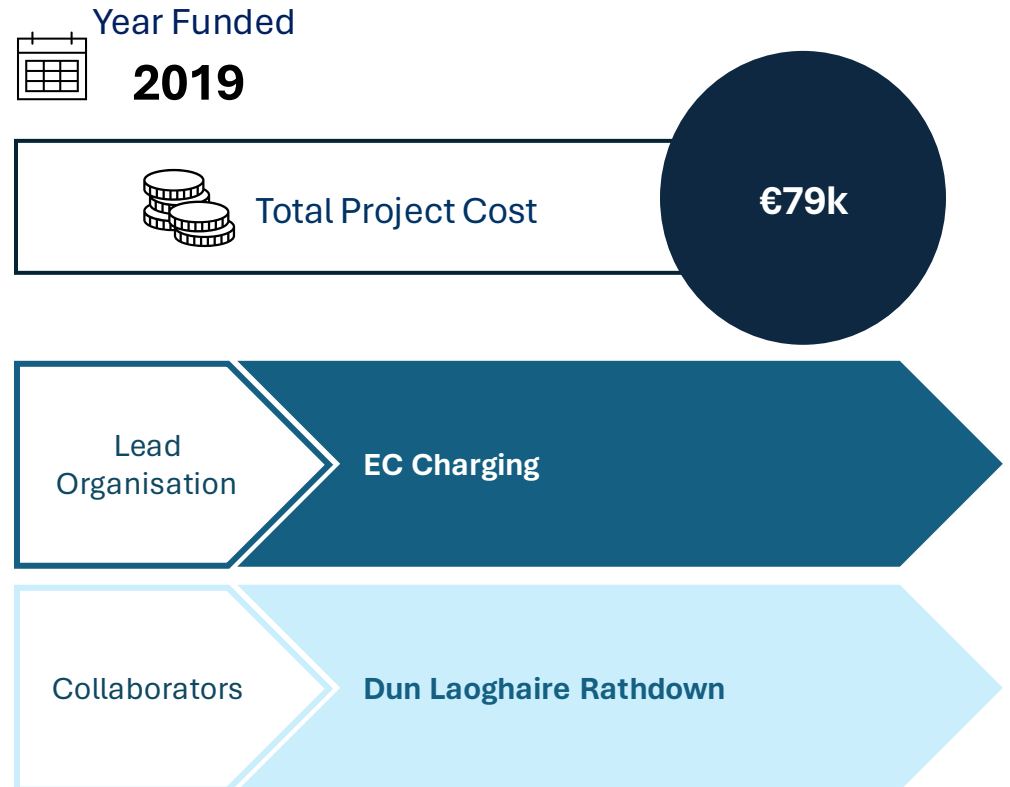 Year Funded
2019
Total Project Cost
€79k
Lead
Organisation
EC Charging
Collaborators
Dun Laoghaire Rathdown